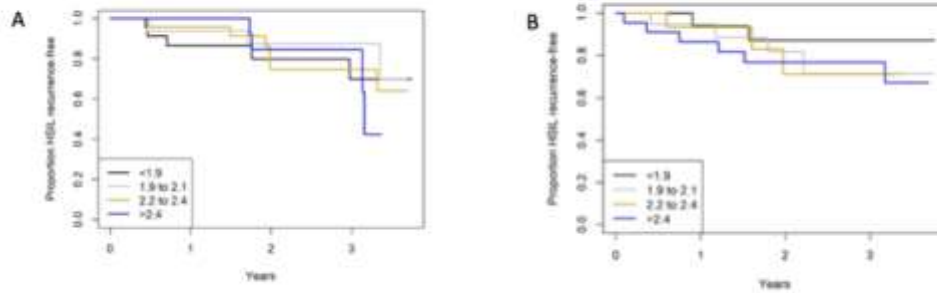 A
Proportion HSIL recurrence-free
0.0 0.2 0.4 0.6 0.8 1.0
<1.9
1.9 to 2.1
2.2 to 2.4
>2.4
0 1 2 3
Years
B
Proportion HSIL recurrence-free
0.0 0.2 0.4 0.6 0.8 1.0
<1.9
1.9 to 2.1
2.2 to 2.4
>2.4
0 1 2 3
Years